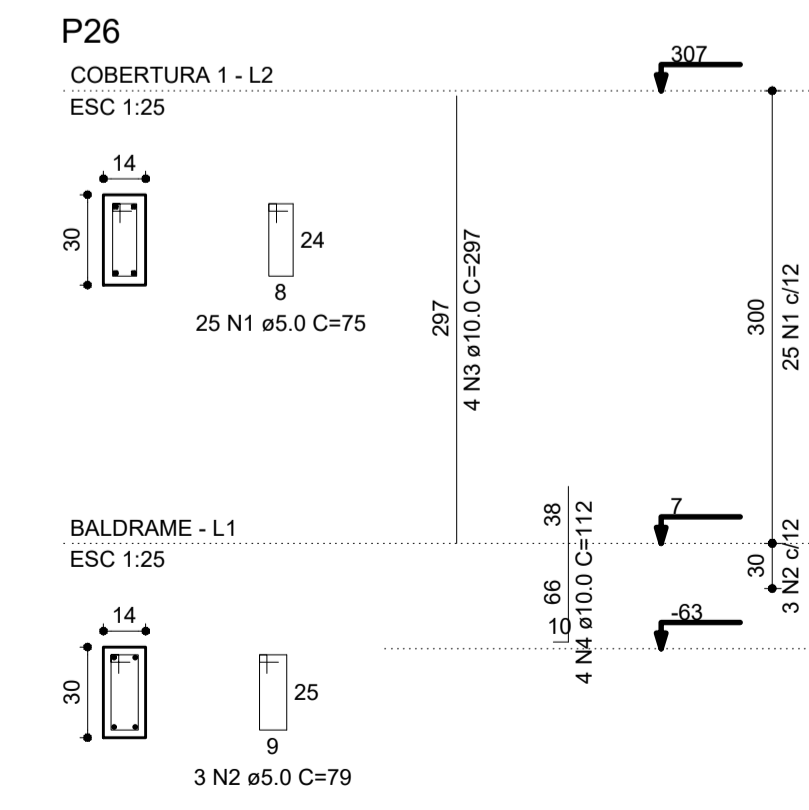 P26
COBERTURA 1 - L2
ESC 1:25
307
14
30
24
8
25 N1 ø5.0 C=75
297
4 N3 ø10.0 C=297
300
25 N1 c/12
BALDRAME - L1
ESC 1:25
38
66
10
4 N4 ø10.0 C=112
7
30
3 N2 c/12
-63
14
30
25
9
3 N2 ø5.0 C=79